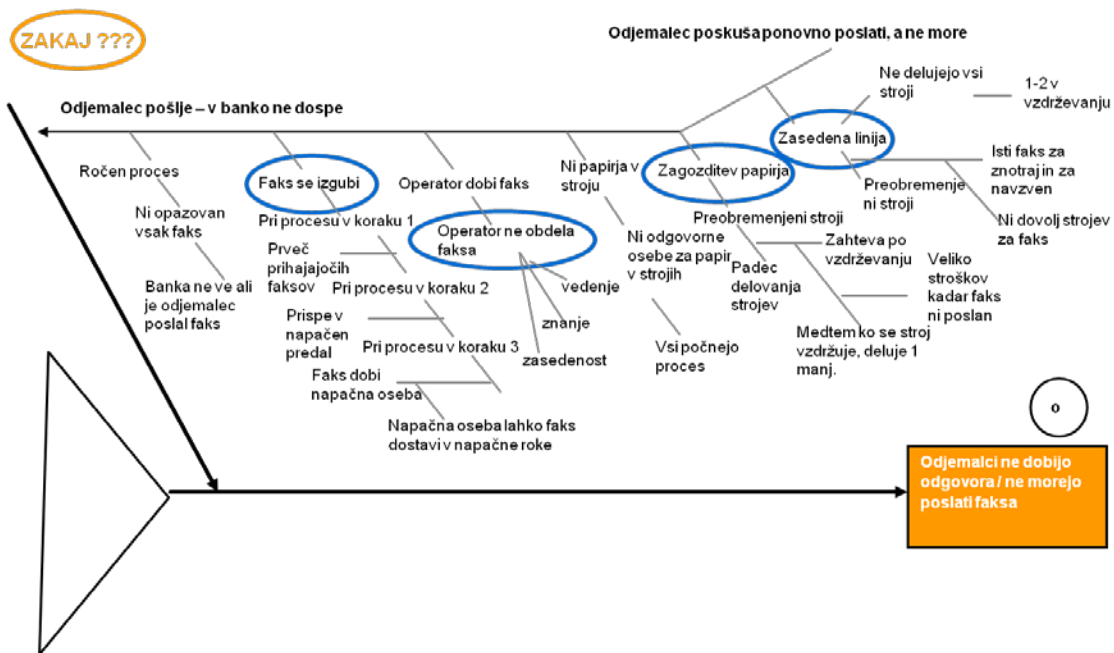 ZAKAJ ???
Odjemalec poskuša ponovno poslati, a ne more
Odjemalec pošlje – v banko ne dospe
Ne delujejo vsi
stroji
1-2 v
vzdrževanju
Zasedena linija
Isti faks za
znotraj in za
navzven
Preobremenje
ni stroji
Ni dovolj strojev
za faks
Ročen proces
Ni opazovan
vsak faks
Banka ne ve ali
je odjemalec
poslal faks
Faks se izgubi
Pri procesu v koraku 1
Prveč
prihajajočih
faksov
Pri procesu v koraku 2
Prispe v
napačen
predal
Pri procesu v koraku 3
Faks dobi
napačna oseba
Napačna oseba lahko faks
dostavi v napačne roke
Operator dobi faks
Operator ne obdela
faksa
vedenje
znanje
zasedenost
Ni papirja v
stroju
Ni odgovorne
osebe za papir
v strojih
Vsi počnejo
proces
Zagozditev papirja
Preobremenjeni stroji
Padec
delovanja
strojev
Zahteva po
vzdrževanju
Veliko
stroškov
kadar faks
ni poslan
Medtem ko se stroj
vzdržuje, deluje 1
manj.
o
Odjemalci ne dobijo
odgovora / ne morejo
poslati faksa